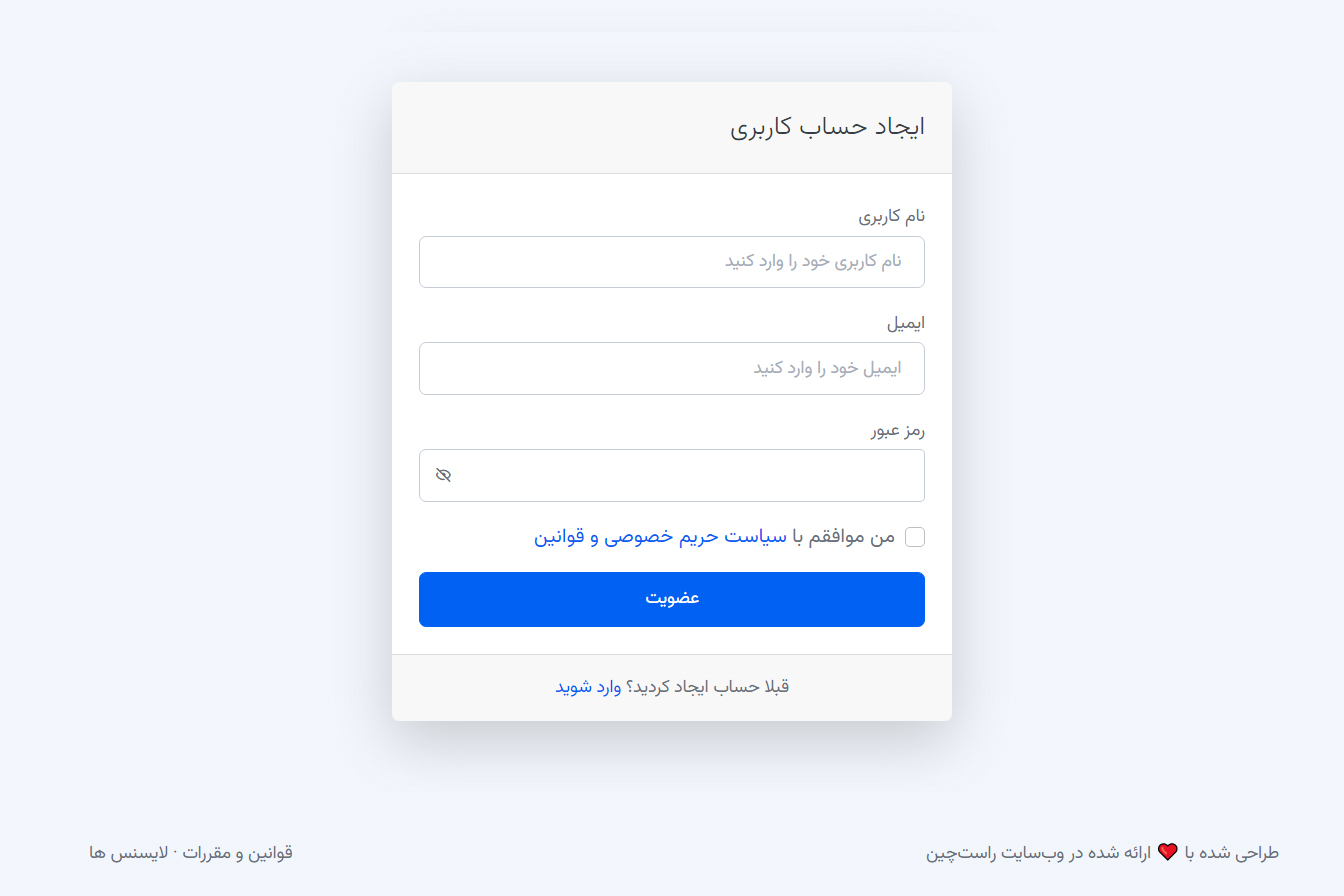 ایجاد حساب کاربری
نام کاربری
نام کاربری خود را وارد کنید
ایمیل
ایمیل خود را وارد کنید
رمز عبور
من موافقم با سیاست حریم خصوصی و قوانین
عضویت
قبلا حساب ایجاد کردید؟ وارد شوید
طراحی شده با ❤️ ارائه شده در وب‌سایت راست‌چین
قوانین و مقررات · لایسنس ها